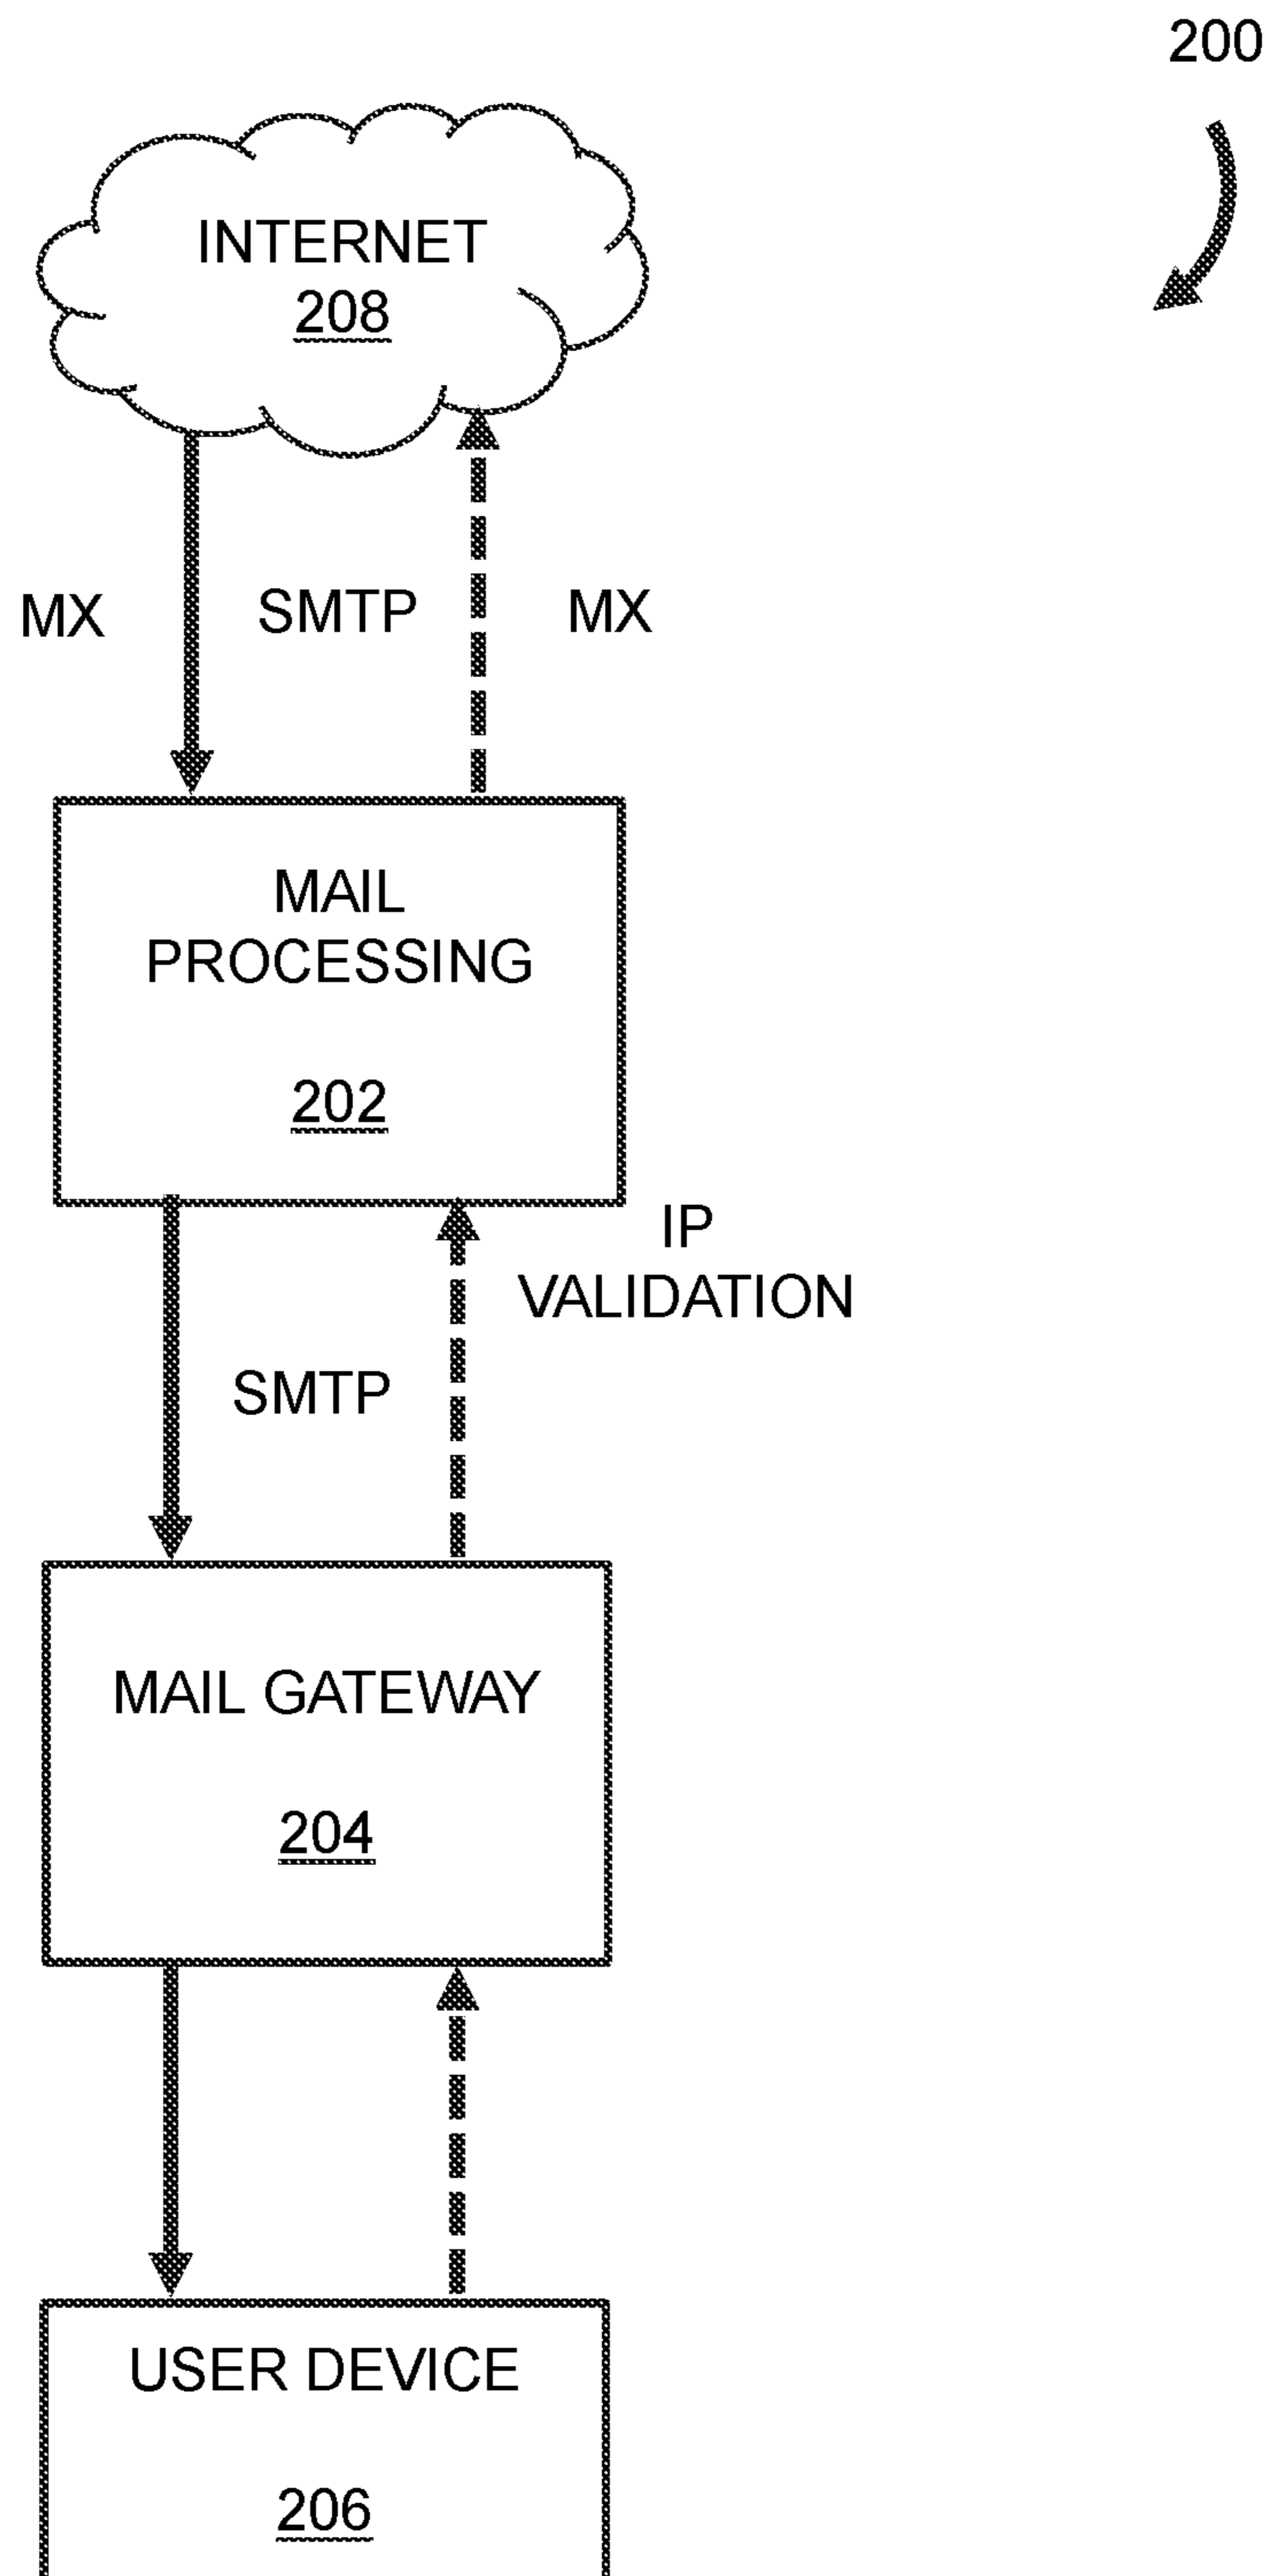 200
INTERNET
208
MX
SMTP
MX
MAIL
PROCESSING
202
IP
VALIDATION
SMTP
MAIL GATEWAY
204
USER DEVICE
206